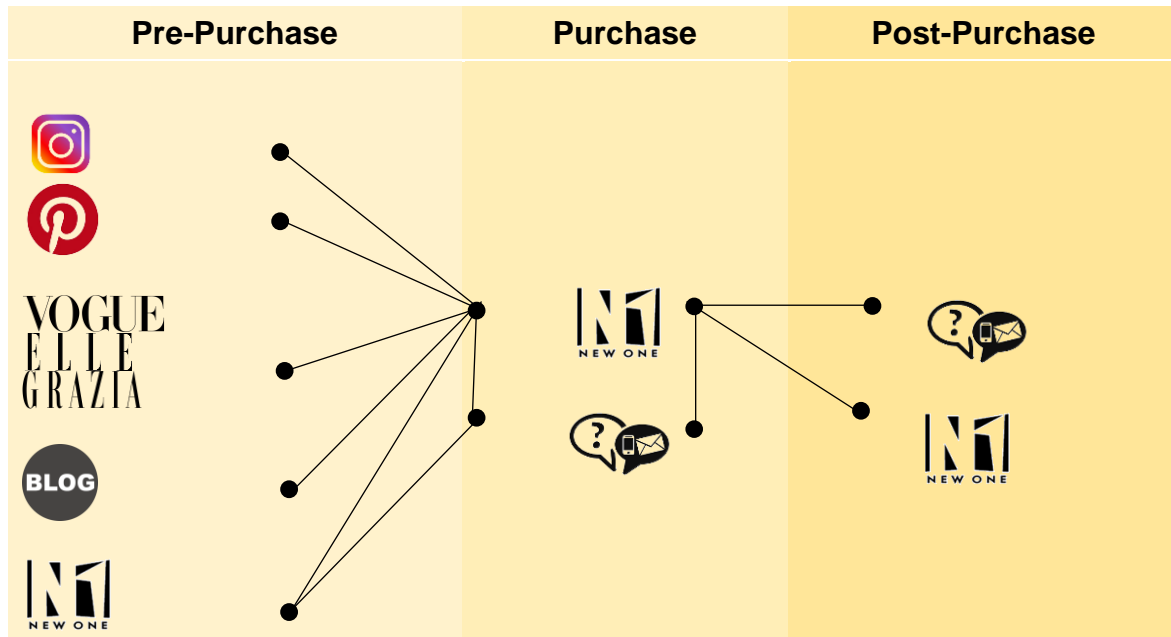 Pre-Purchase
Purchase
Post-Purchase
VOGUE
ELLE
GRAZIA
BLOG
N1
NEW ONE
N1
NEW ONE
?
?
N1
NEW ONE